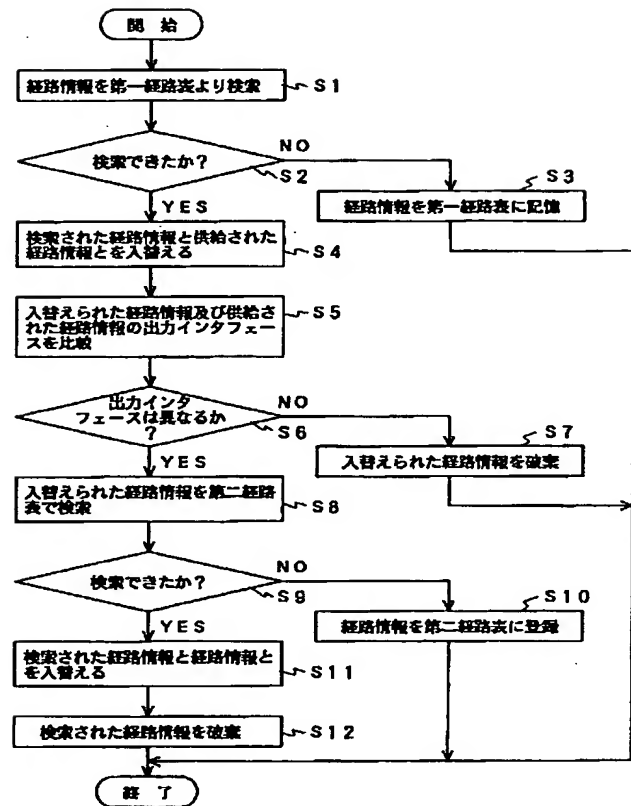 開 始
経路情報を第一経路表より検索
S1
検索できたか？
NO
S2
YES
S3
経路情報を第一経路表に記憶
検索された経路情報と供給された
経路情報とを入替える
S4
入替えられた経路情報及び供給さ
れた経路情報の出力インタフェース
を比較
S5
出力インタ
フェースは異なるか
？
NO
S6
YES
S7
入替えられた経路情報を破棄
入替えられた経路情報を第二経路
表で検索
S8
検索できたか？
NO
S9
YES
S10
経路情報を第二経路表に登録
検索された経路情報と経路情報と
を入替える
S11
検索された経路情報を破棄
S12
終 了